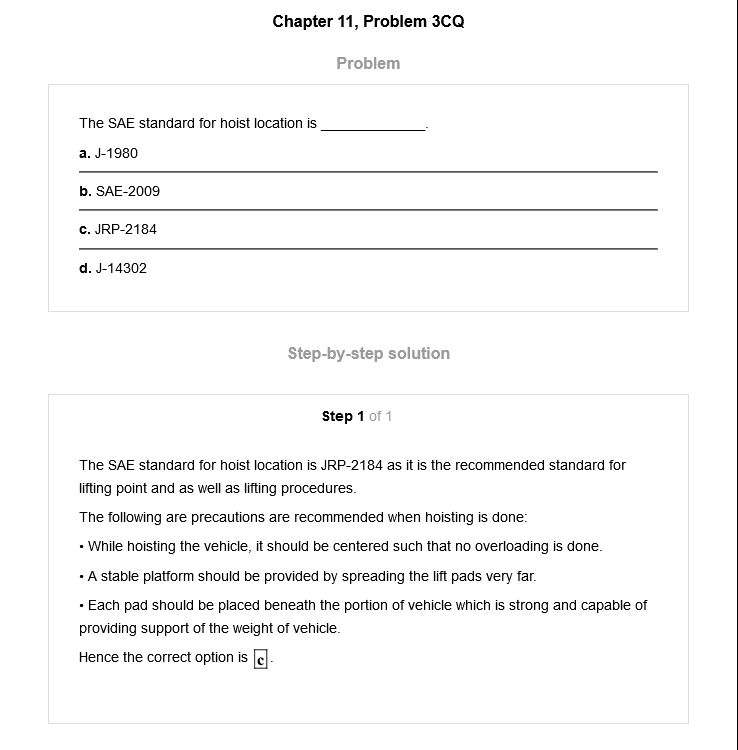 Chapter 11, Problem 3CQ
Problem
The SAE standard for hoist location is ______________.
a. J-1980
b. SAE-2009
c. JRP-2184
d. J-14302
Step-by-step solution
Step 1 of 1
The SAE standard for hoist location is JRP-2184 as it is the recommended standard for
lifting point and as well as lifting procedures.
The following are precautions are recommended when hoisting is done:
• While hoisting the vehicle, it should be centered such that no overloading is done.
• A stable platform should be provided by spreading the lift pads very far.
• Each pad should be placed beneath the portion of vehicle which is strong and capable of
providing support of the weight of vehicle.
Hence the correct option is c.